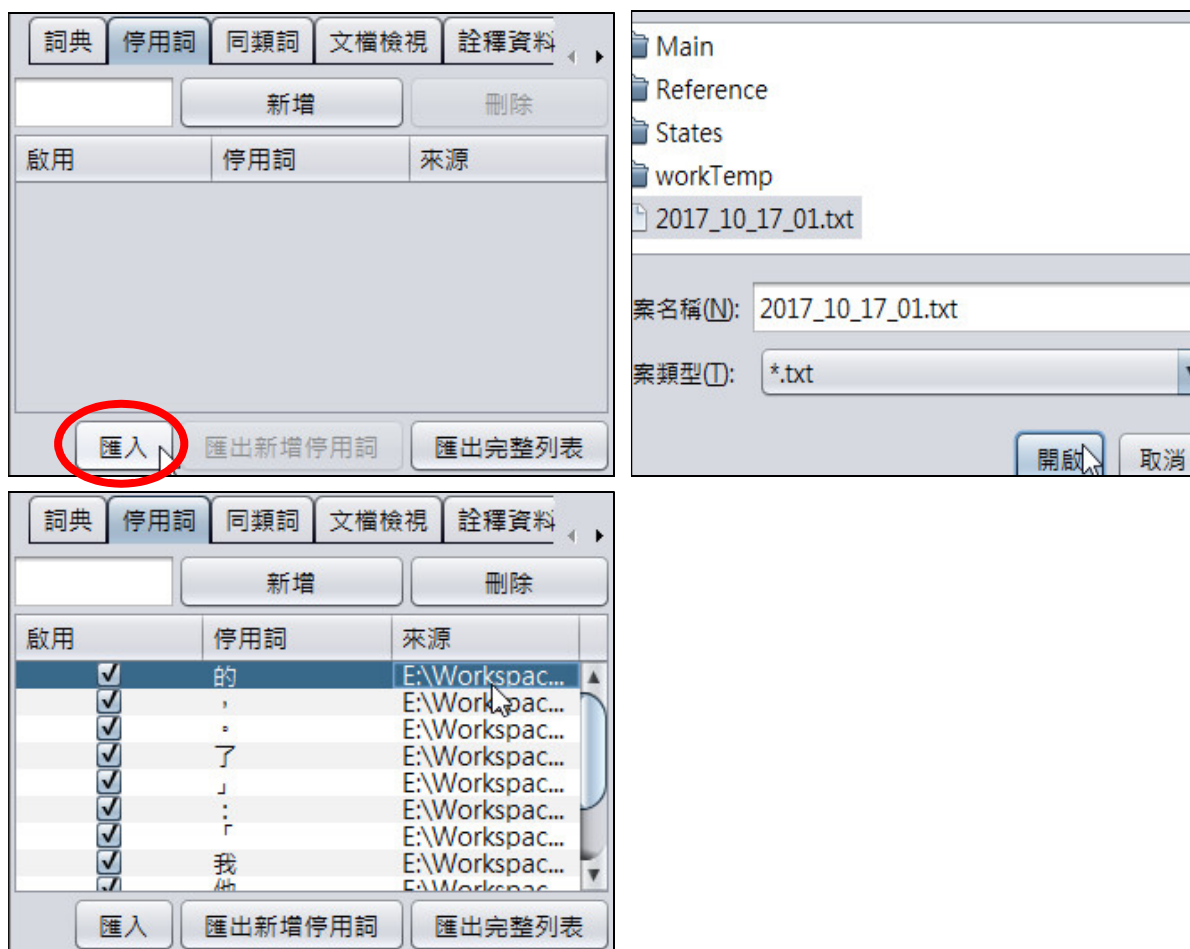 詞典 停用詞 同類詞 文檔檢視 詮釋資料
新增 刪除
啟用 停用詞 來源
匯入 匯出新增停用詞 匯出完整列表
Main
Reference
States
workTemp
2017_10_17_01.txt
案名稱(N): 2017_10_17_01.txt
案類型(T): *.txt
開啟 取消
詞典 停用詞 同類詞 文檔檢視 詮釋資料
新增 刪除
啟用 停用詞 來源
的 E:\Workspac...
， E:\Workspac...
。 E:\Workspac...
了 E:\Workspac...
」 E:\Workspac...
： E:\Workspac...
「 E:\Workspac...
我 E:\Workspac...
他 E:\Workspac...
匯入 匯出新增停用詞 匯出完整列表